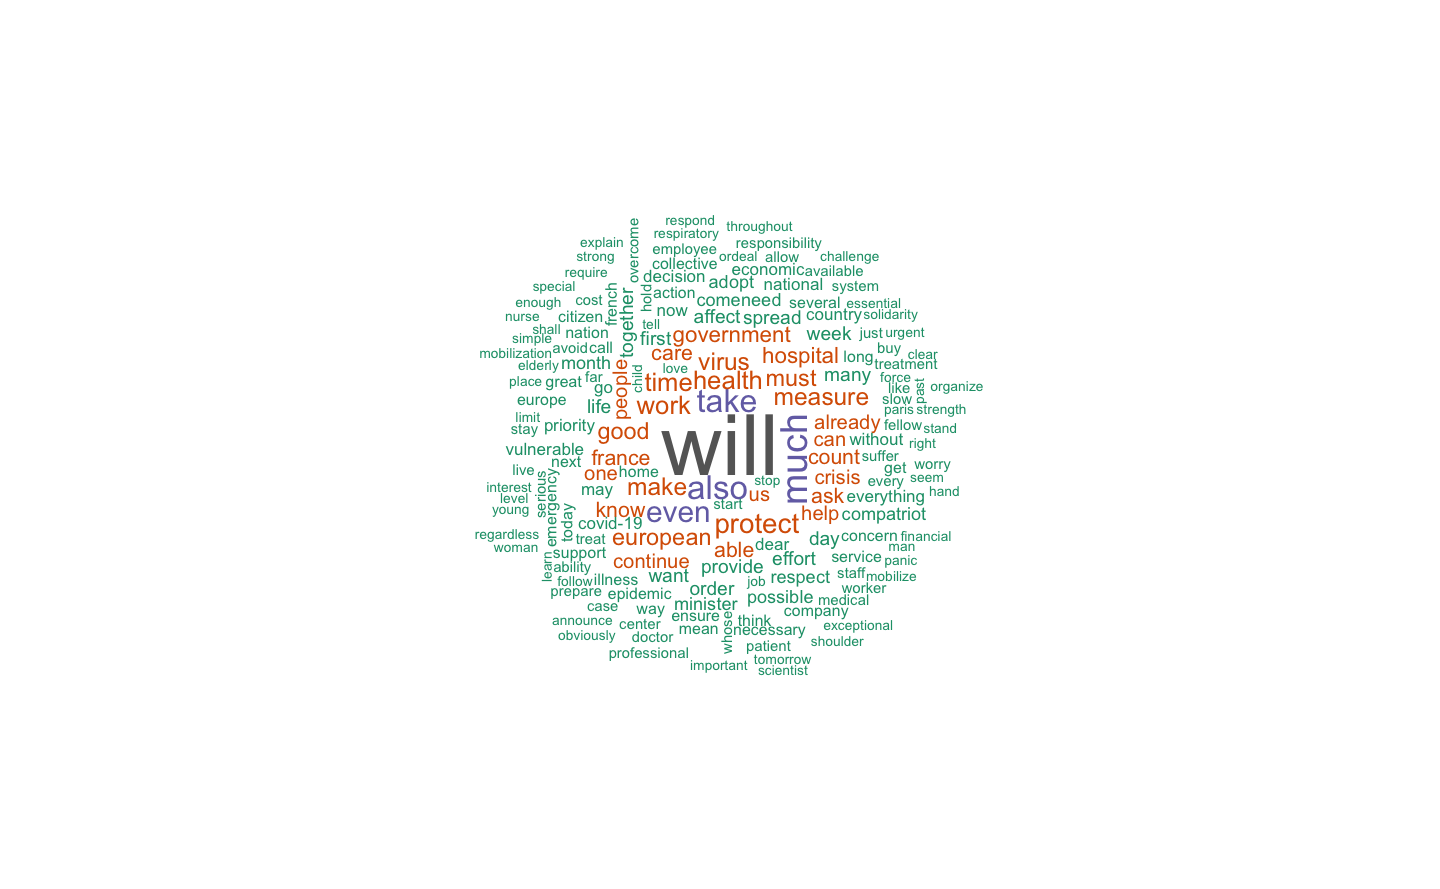 respond
throughout
respiratory
overcome
explain
employee
responsibility
strong
ordeal
allow
challenge
collective
require
decision
economic
available
special
french
hold
action
adopt
national
system
enough
cost
come
need
several
essential
nurse
citizen
together
now
affect
spread
country
solidarity
shall
nation
tell
first
government
week
just
urgent
simple
mobilization
avoid
call
care
virus
hospital
long
buy
clear
elderly
month
people
child
love
time
health
must
many
treatment
force
place
great
far
go
work
take
measure
like
past
organize
europe
life
slow
paris
strength
limit
stay
priority
good
will
much
already
fellow
stand
vulnerable
can
without
right
next
france
count
suffer
live
one
home
crisis
get
worry
interest
serious
may
make
also
stop
us
ask
every
seem
level
emergency
everything
hand
young
today
know
even
start
help
compatriot
covid-19
protect
regardless
treat
european
dear
day
concern
financial
woman
support
able
effort
service
man
learn
ability
continue
provide
panic
follow
illness
want
job
respect
staff
mobilize
prepare
epidemic
order
possible
worker
case
way
minister
medical
announce
center
ensure
whose
think
company
obviously
doctor
mean
necessary
exceptional
professional
patient
shoulder
important
tomorrow
scientist